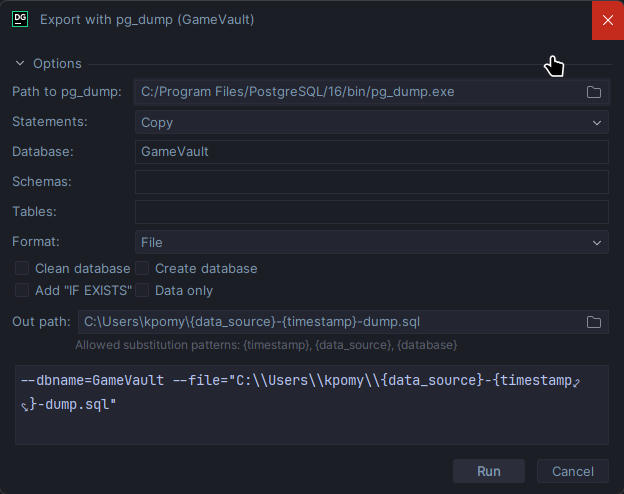 DG
Export with pg_dump (GameVault)
Options
Path to pg_dump: C:/Program Files/PostgreSQL/16/bin/pg_dump.exe
Statements: Copy
Database: GameVault
Schemas:
Tables:
Format: File
Clean database Create database
Add "IF EXISTS" Data only
Out path: C:\Users\kpomy\{data_source}-{timestamp}-dump.sql
Allowed substitution patterns: {timestamp}, {data_source}, {database}
--dbname=GameVault --file="C:\\Users\\kpomy\\{data_source}-{timestamp
}-dump.sql"
Run Cancel